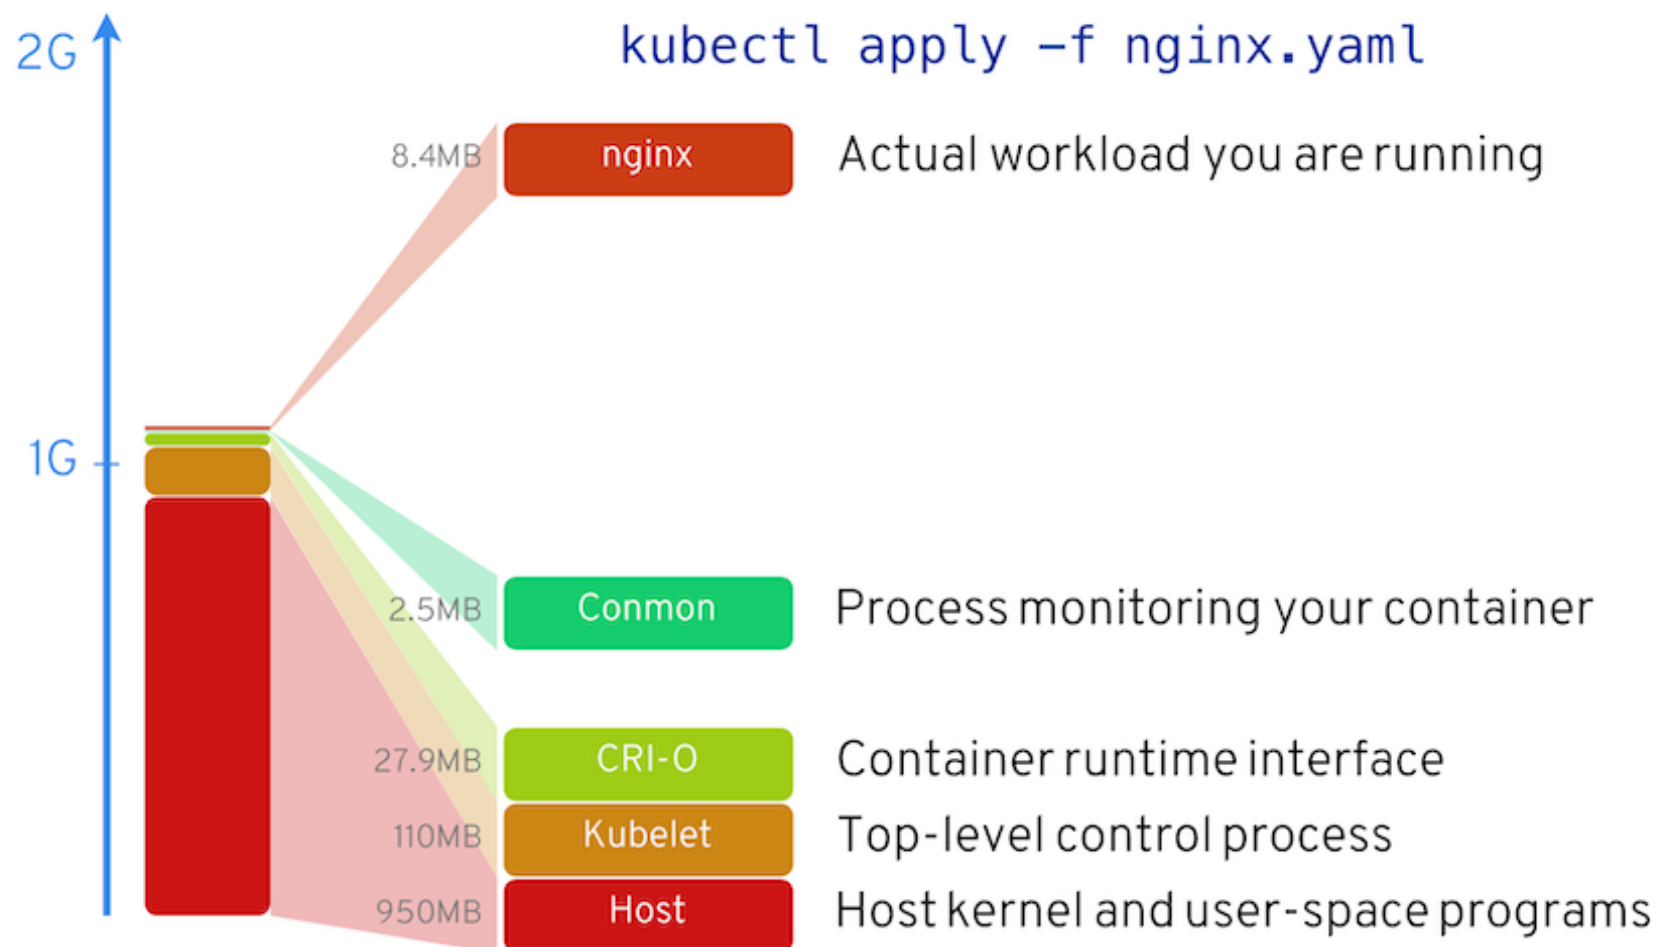 2G
kubectl apply -f nginx.yaml
8.4MB nginx Actual workload you are running
1G
2.5MB Conmon Process monitoring your container
27.9MB CRI-O Container runtime interface
110MB Kubelet Top-level control process
950MB Host Host kernel and user-space programs